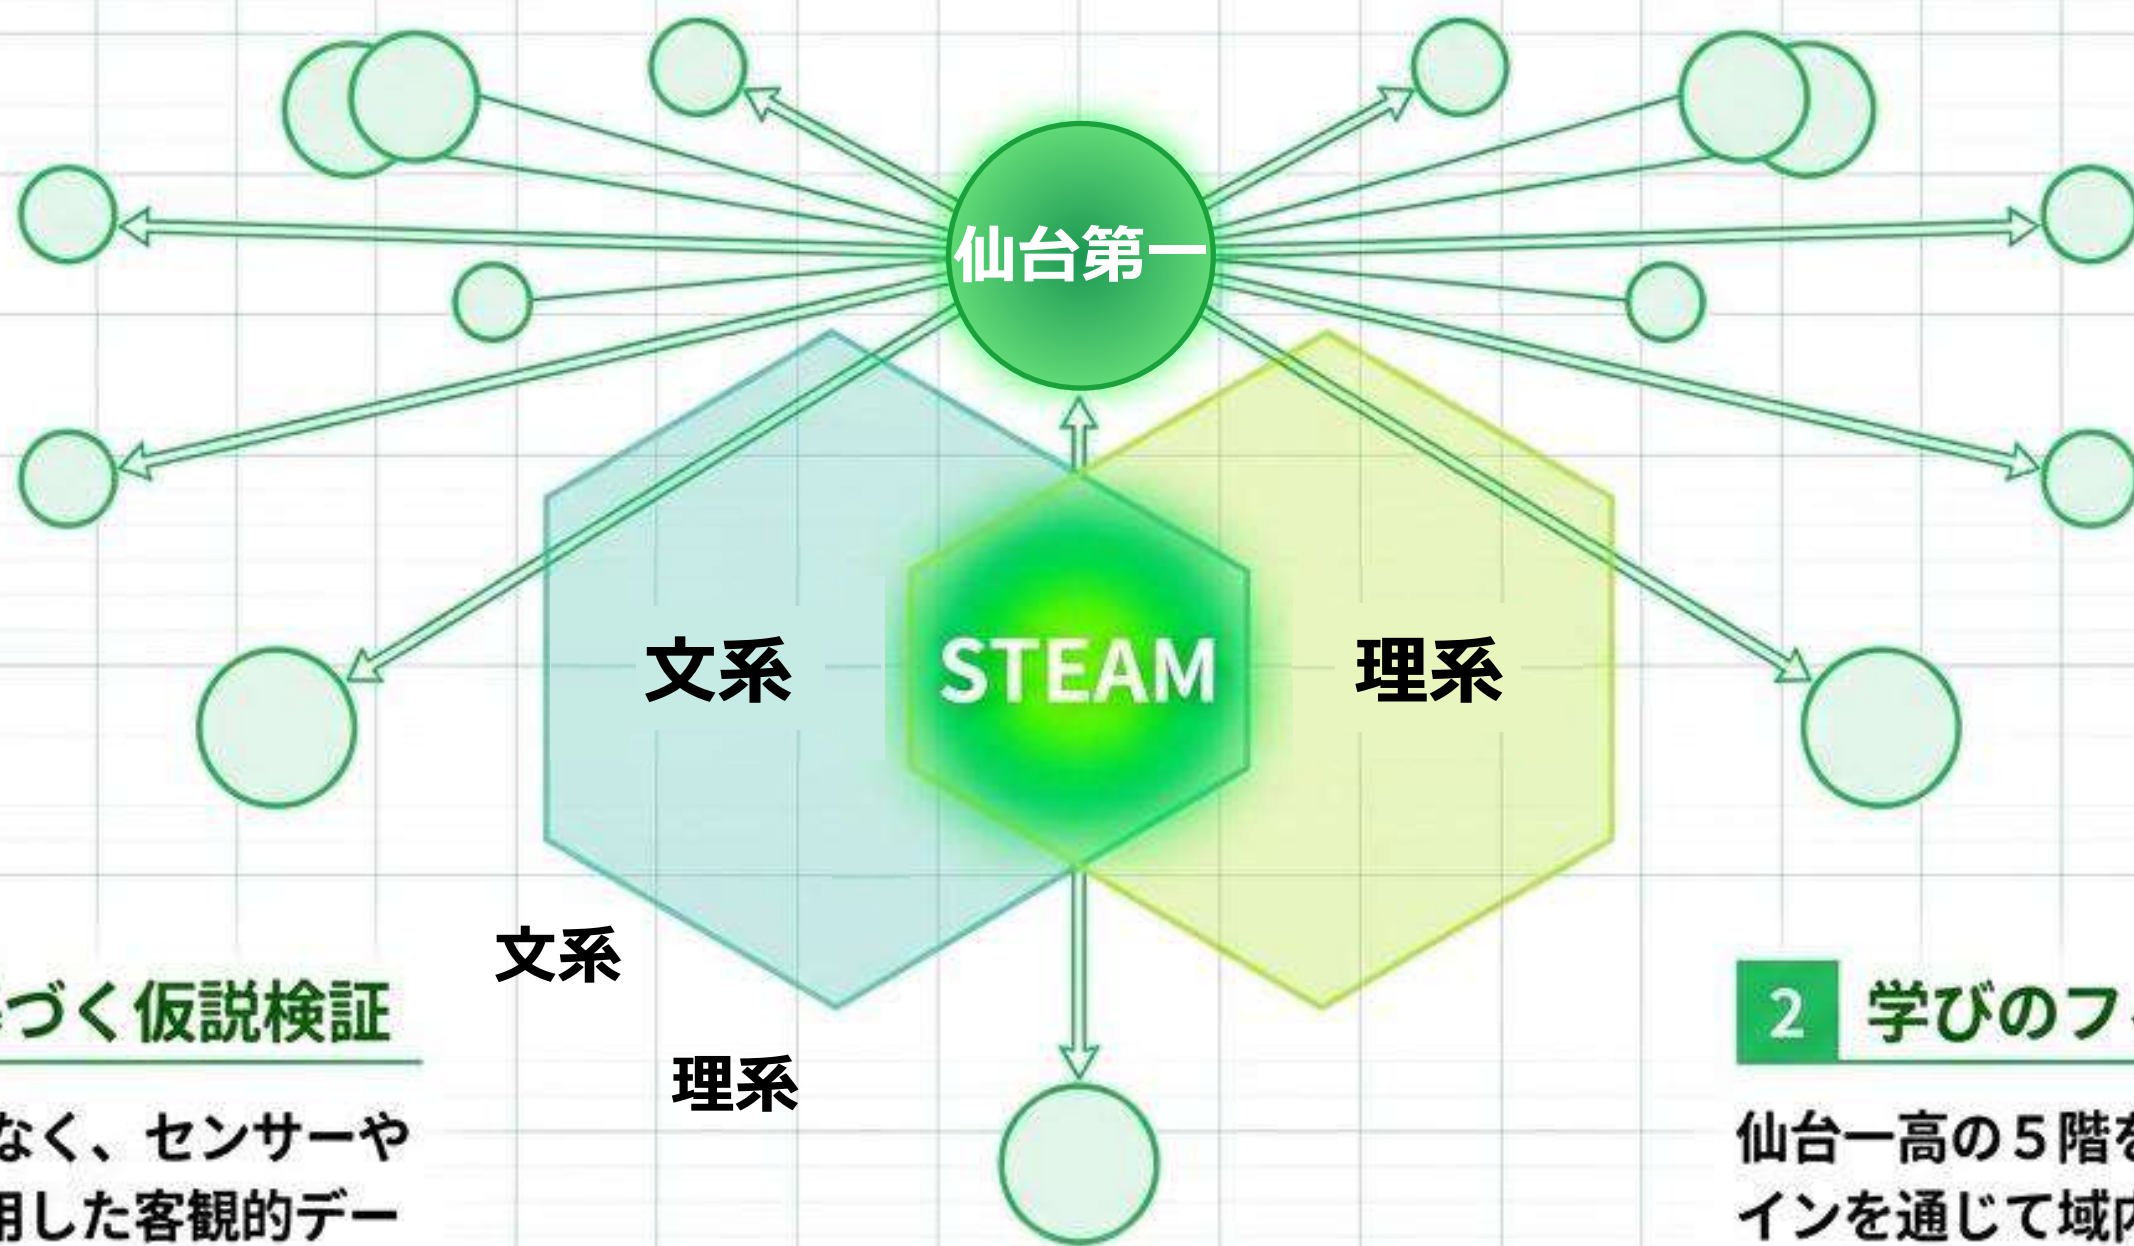 仙台第一
文系
STEAM
理系
文系
理系
づく仮説検証
なく、センサーや
用した客観的デー
2 学びのフ
仙台一高の５階を
インを通じて域内